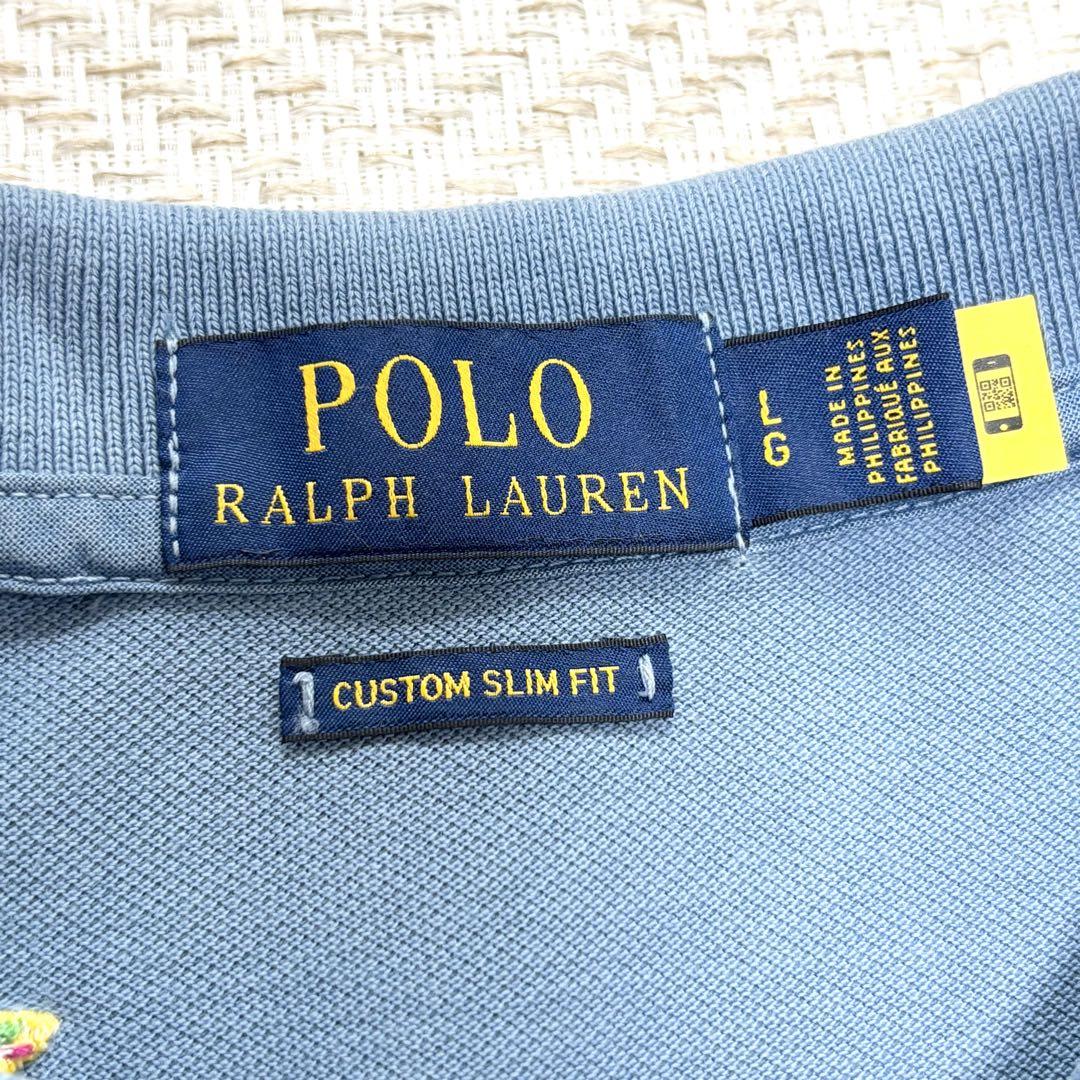 POLO
RALPH LAUREN
L
G
MADE IN
PHILIPPINES
FABRIQUÉ AUX
PHILIPPINES
CUSTOM SLIM FIT